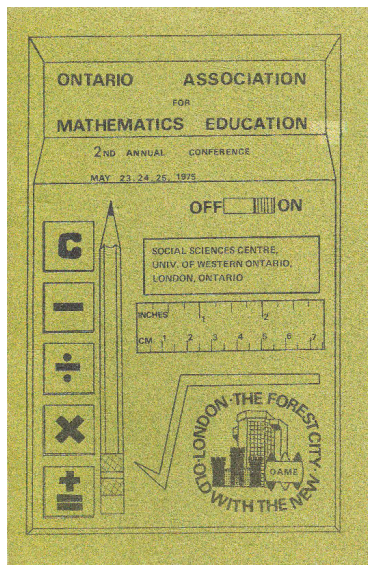 ONTARIO ASSOCIATION
FOR
MATHEMATICS EDUCATION
2ND ANNUAL CONFERENCE
MAY 23.24.25, 1975
OFF ON
C
SOCIAL SCIENCES CENTRE,
UNIV. OF WESTERN ONTARIO,
LONDON, ONTARIO
−
INCHES 1 2
CM 1 2 3 4 5 6 7
÷
×
±
=
LONDON·THE FOREST CITY·
OLD WITH THE NEW
OAME